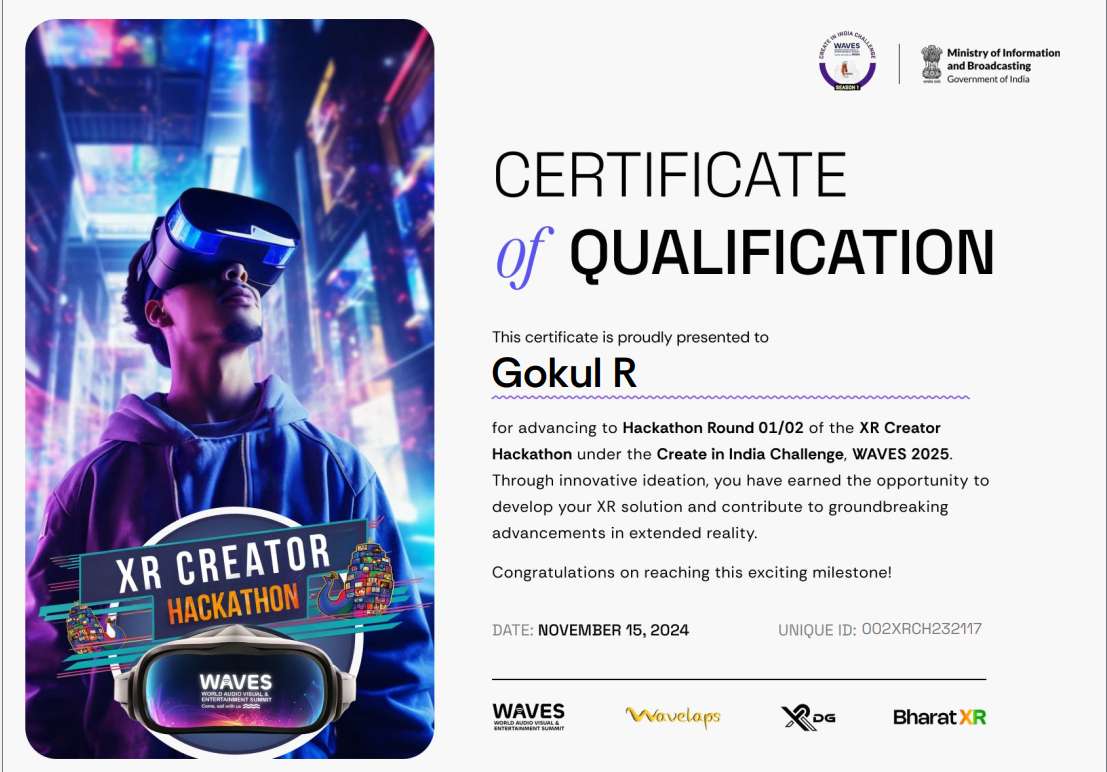 CREATE IN INDIA CHALLENGE
WAVES
SEASON 1
Ministry of Information
and Broadcasting
Government of India
CERTIFICATE
of QUALIFICATION
This certificate is proudly presented to
Gokul R
for advancing to Hackathon Round 01/02 of the XR Creator
Hackathon under the Create in India Challenge, WAVES 2025.
Through innovative ideation, you have earned the opportunity to
develop your XR solution and contribute to groundbreaking
advancements in extended reality.
Congratulations on reaching this exciting milestone!
DATE: NOVEMBER 15, 2024 UNIQUE ID: 002XRCH232117
XR CREATOR
HACKATHON
WAVES
WORLD AUDIO VISUAL &
ENTERTAINMENT SUMMIT
Come, sail with us
WAVES
WORLD AUDIO VISUAL &
ENTERTAINMENT SUMMIT
Wavelaps
XR DG
BharatXR